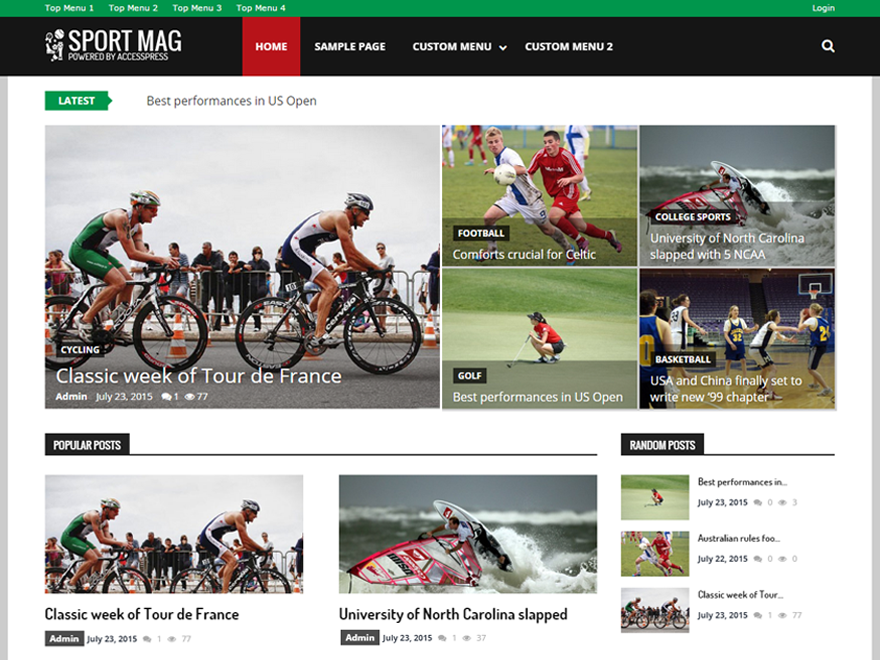 Top Menu 1 Top Menu 2 Top Menu 3 Top Menu 4 Login
SPORT MAG
POWERED BY ACCESSPRESS
HOME SAMPLE PAGE CUSTOM MENU CUSTOM MENU 2
LATEST Best performances in US Open
CYCLING
Classic week of Tour de France
Admin July 23, 2015 1 77
FOOTBALL
Comforts crucial for Celtic
COLLEGE SPORTS
University of North Carolina
slapped with 5 NCAA
GOLF
Best performances in US Open
BASKETBALL
USA and China finally set to
write new '99 chapter
POPULAR POSTS
Classic week of Tour de France
Admin July 23, 2015 1 77
University of North Carolina slapped
Admin July 23, 2015 1 37
RANDOM POSTS
Best performances in...
July 23, 2015 0 3
Australian rules foo...
July 22, 2015 0 0
Classic week of Tour...
July 23, 2015 1 77